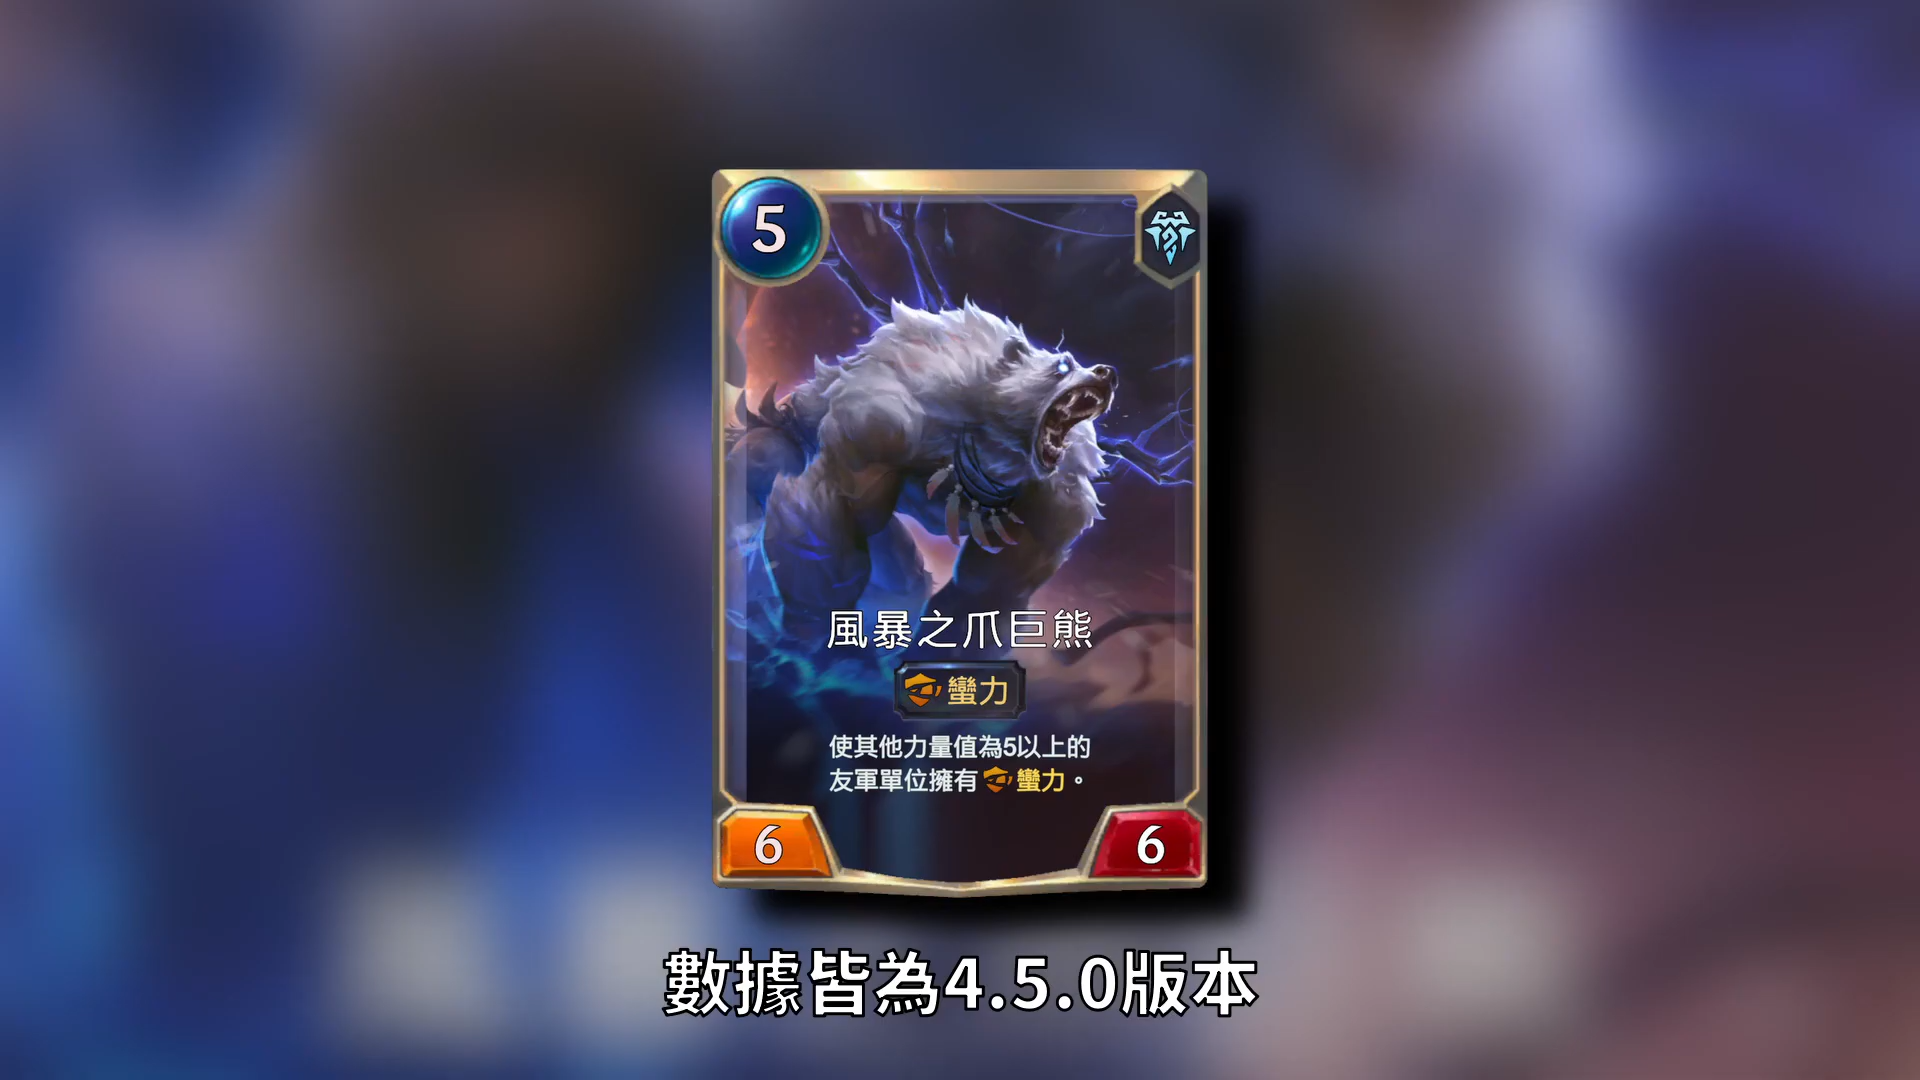 5
風暴之爪巨熊
蠻力
使其他力量值為5以上的
友軍單位擁有蠻力。
6
6
數據皆為4.5.0版本